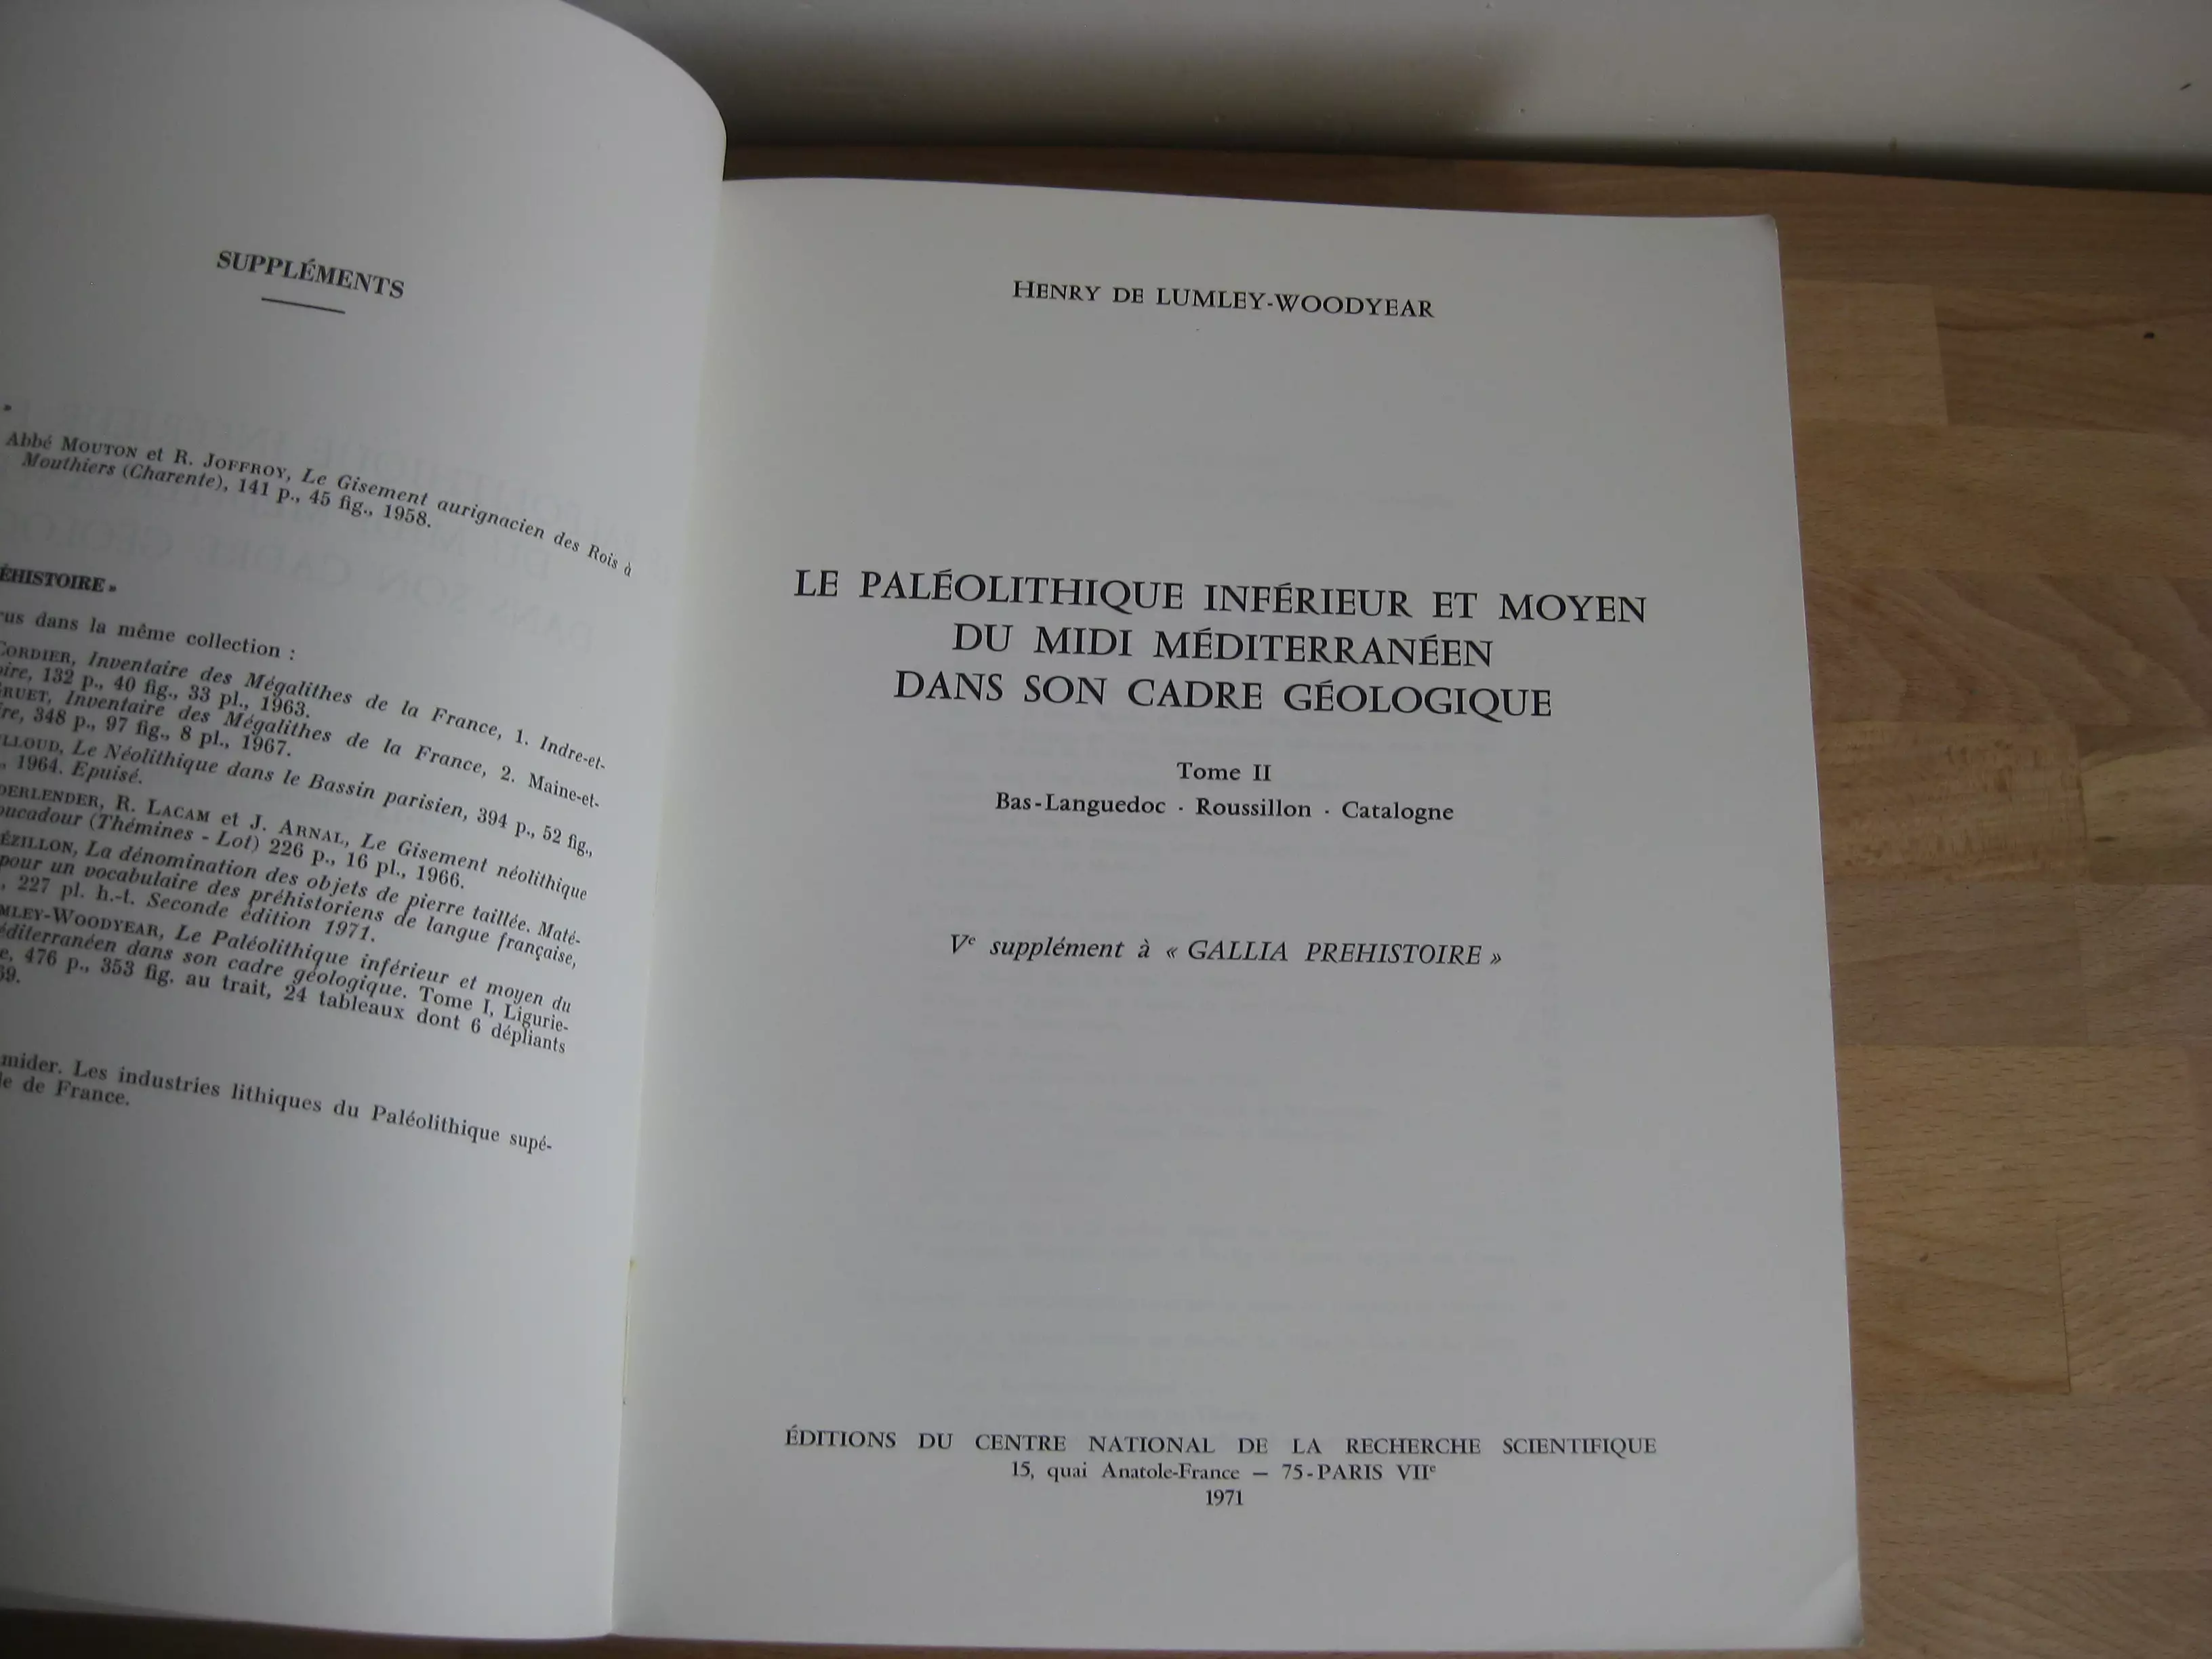 SUPPLÉMENTS
»
Abbé MOUTON et R. JOFFROY, Le Gisement aurignacien des Rois à
Mouthiers (Charente), 141 p., 45 fig., 1958.
ÉHISTOIRE »
rus dans la même collection :
CORDIER, Inventaire des Mégalithes de la France, 1. Indre-et-
oire, 132 p., 40 fig., 33 pl., 1963.
RUET, Inventaire des Mégalithes de la France, 2. Maine-et-
re, 348 p., 97 fig., 8 pl., 1967.
LLOUD, Le Néolithique dans le Bassin parisien, 394 p., 52 fig.,
, 1964. Epuisé.
DERLENDER, R. LACAM et J. ARNAL, Le Gisement néolithique
oucadour (Thémines - Lot) 226 p., 16 pl., 1966.
ÉZILLON, La dénomination des objets de pierre taillée. Maté-
pour un vocabulaire des préhistoriens de langue française,
, 227 pl. h.-t. Seconde édition 1971.
MLEY-WOODYEAR, Le Paléolithique inférieur et moyen du
éditerranéen dans son cadre géologique. Tome I, Ligurie-
e, 476 p., 353 fig. au trait, 24 tableaux dont 6 dépliants
69.
mider. Les industries lithiques du Paléolithique supé-
le de France.
HENRY DE LUMLEY-WOODYEAR
LE PALÉOLITHIQUE INFÉRIEUR ET MOYEN
DU MIDI MÉDITERRANÉEN
DANS SON CADRE GÉOLOGIQUE
Tome II
Bas-Languedoc · Roussillon · Catalogne
Ve supplément à « GALLIA PREHISTOIRE »
ÉDITIONS DU CENTRE NATIONAL DE LA RECHERCHE SCIENTIFIQUE
15, quai Anatole-France — 75-PARIS VIIe
1971